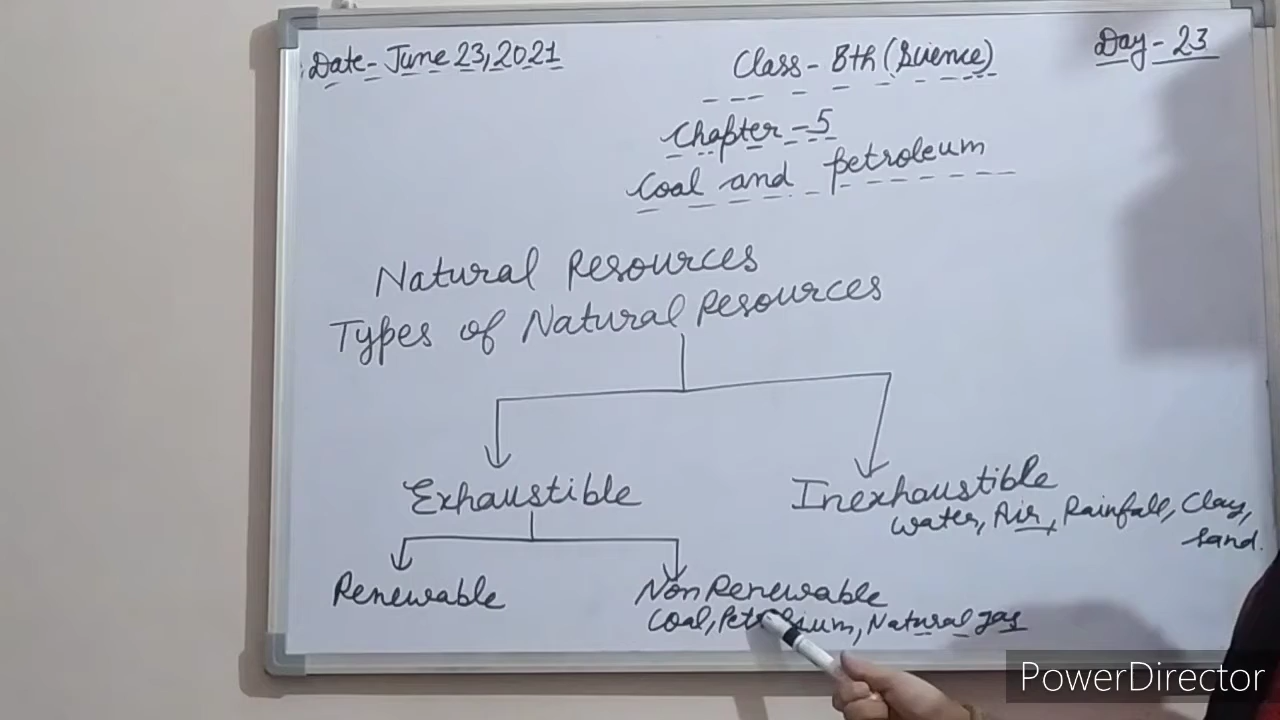 Date- June 23, 2021
Class- 8th (Science)
Day- 23
Chapter-5
Coal and petroleum
Natural Resources
Types of Natural Resources
Exhaustible
Inexhaustible
Water, Air, Rainfall, Clay,
Sand.
Renewable
Non Renewable
Coal, Petrolium, Natural gas
PowerDirector